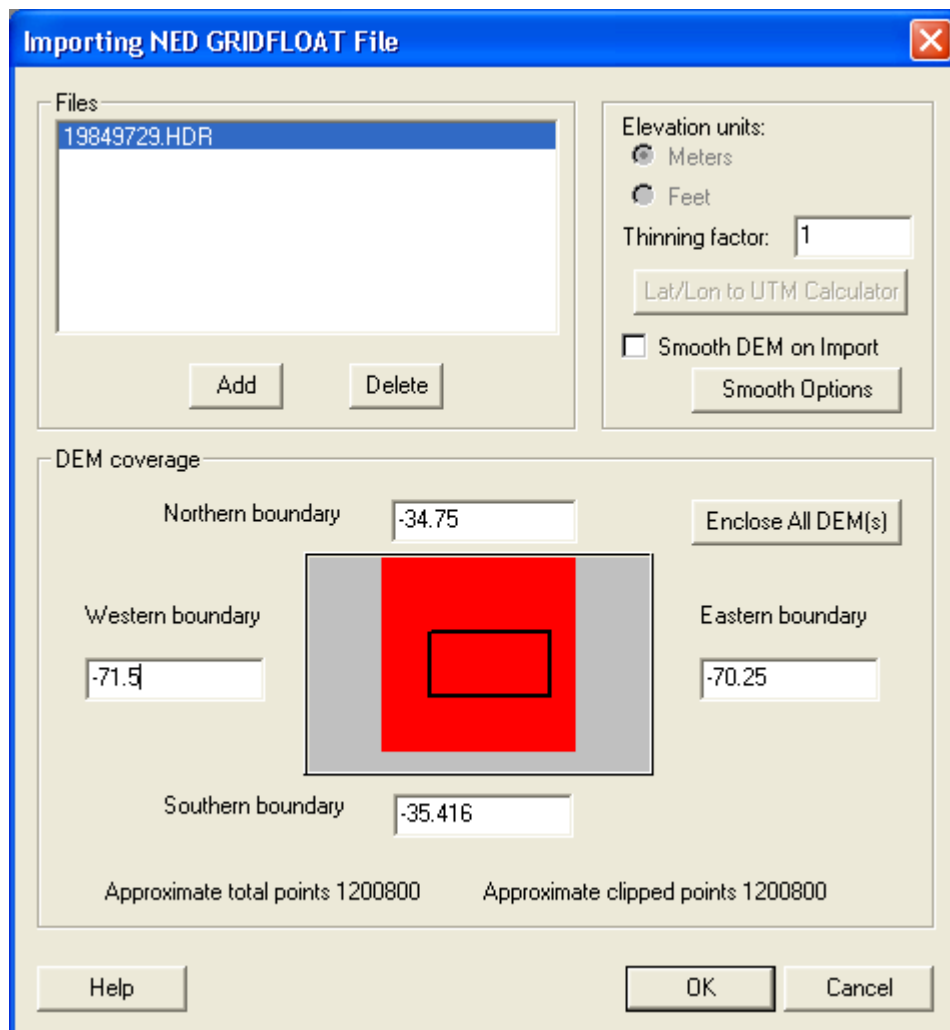 Importing NED GRIDFLOAT File
Files
19849729.HDR
Add
Delete
Elevation units:
Meters
Feet
Thinning factor: 1
Lat/Lon to UTM Calculator
Smooth DEM on Import
Smooth Options
DEM coverage
Northern boundary -34.75
Enclose All DEM(s)
Western boundary
-71.5
Eastern boundary
-70.25
Southern boundary -35.416
Approximate total points 1200800
Approximate clipped points 1200800
Help
OK
Cancel